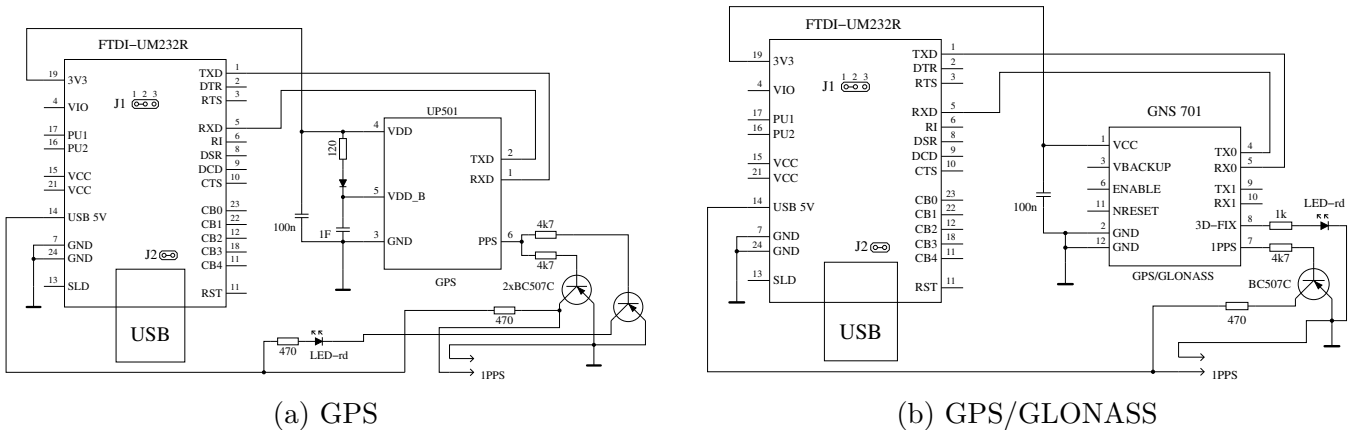 FTDI−UM232R
19 3V3
TXD 1
DTR 2
RTS 3
J1 1 2 3
4 VIO
RXD 5
RI 6
17 PU1
16 PU2
DSR 8
DCD 9
CTS 10
15 VCC
21 VCC
14 USB 5V
CB0 23
CB1 22
CB2 12
CB3 18
CB4 11
7 GND
24 GND
J2
13 SLD
RST 11
USB
UP501
4 VDD
120
TXD 2
RXD 1
5 VDD_B
100n
1F
3 GND
PPS 6
GPS
4k7
4k7
2xBC507C
470
470
LED−rd
1PPS
(a) GPS
FTDI−UM232R
19 3V3
TXD 1
DTR 2
RTS 3
J1 1 2 3
4 VIO
RXD 5
RI 6
17 PU1
16 PU2
DSR 8
DCD 9
CTS 10
15 VCC
21 VCC
14 USB 5V
CB0 23
CB1 22
CB2 12
CB3 18
CB4 11
7 GND
24 GND
J2
13 SLD
RST 11
USB
GNS 701
1 VCC
TX0 4
RX0 5
3 VBACKUP
6 ENABLE
TX1 9
RX1 10
11 NRESET
100n
2 GND
12 GND
3D-FIX 8
1PPS 7
GPS/GLONASS
1k
LED−rd
4k7
BC507C
470
1PPS
(b) GPS/GLONASS